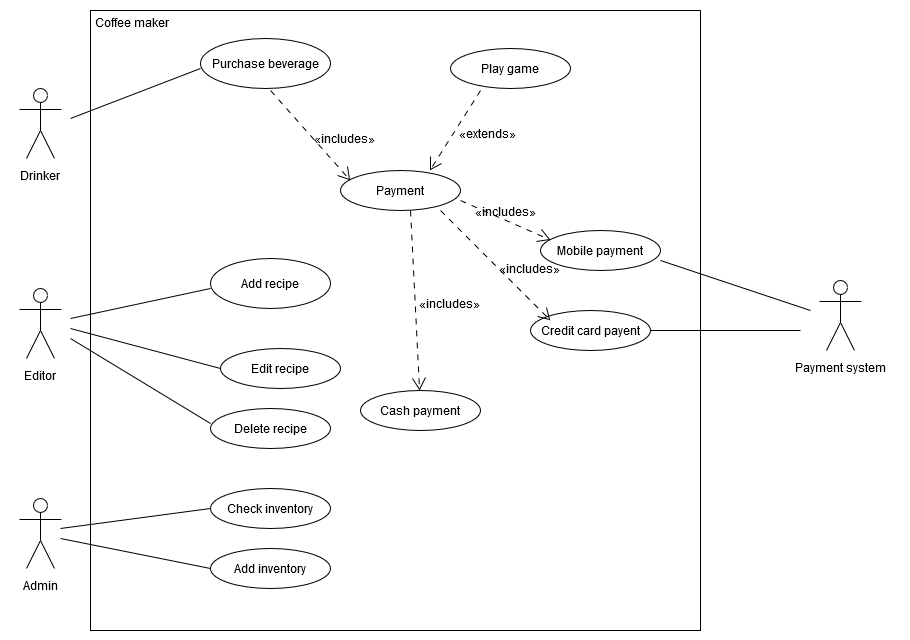 Coffee maker
Purchase beverage
Play game
«includes»
«extends»
Drinker
Payment
«includes»
Mobile payment
«includes»
Add recipe
«includes»
Credit card payent
Payment system
Editor
Edit recipe
Cash payment
Delete recipe
Check inventory
Add inventory
Admin